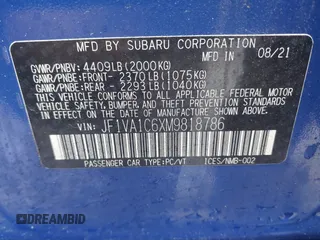 MFD BY SUBARU CORPORATION 08/21
GVWR/PNBV: 4409LB (2000KG)
GAWR/PNBE: FRONT- 2370LB (1075KG)
GAWR/PNBE: REAR - 2293LB (1040KG)
THIS VEHICLE CONFORMS TO ALL APPLICABLE
FEDERAL MOTOR VEHICLE SAFETY
BUMPER, AND THEFT PREVENTION STANDARDS
IN EFFECT ON THE DATE OF MANUFACTURE
SHOWN ABOVE.
VIN: JF1VA1C6XM9818786
PASSENGER CAR TYPE:PC/VT ICES/NMB-002
DREAMBID